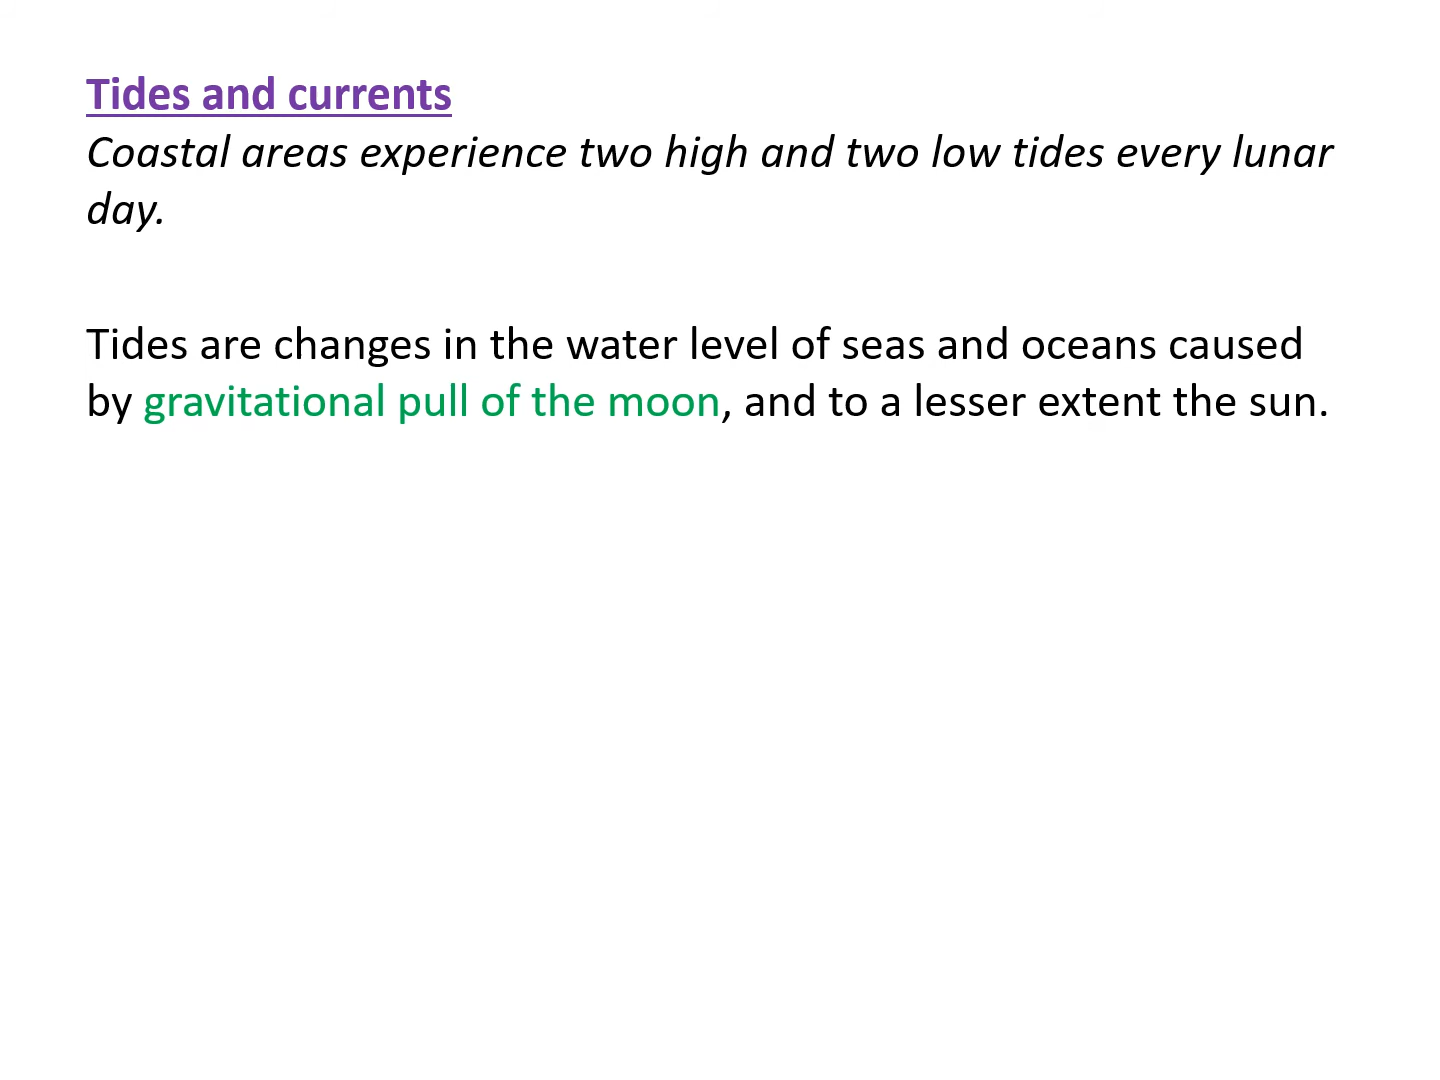 Tides and currents
Coastal areas experience two high and two low tides every lunar
day.
Tides are changes in the water level of seas and oceans caused
by gravitational pull of the moon, and to a lesser extent the sun.